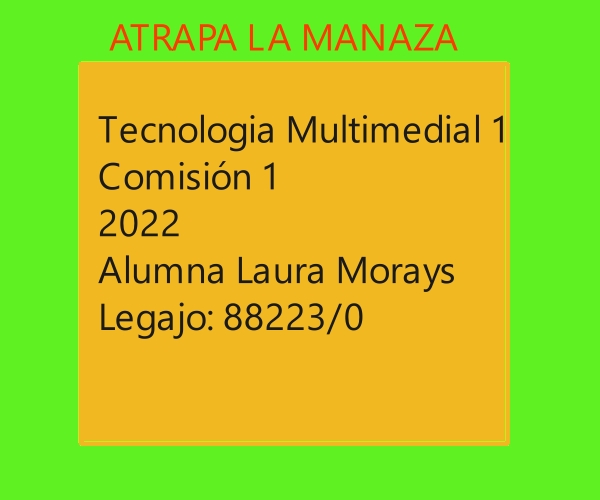 ATRAPA LA MANAZA
Tecnologia Multimedial 1
Comisión 1
2022
Alumna Laura Morays
Legajo: 88223/0